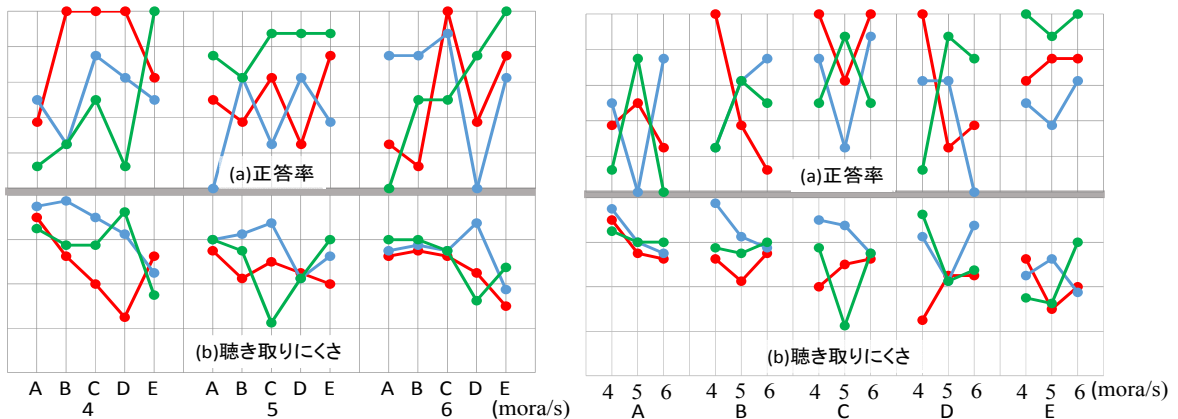 (a)正答率
(b)聴き取りにくさ
A B C D E A B C D E A B C D E
4 5 6 (mora/s)
(a)正答率
(b)聴き取りにくさ
4 5 6 4 5 6 4 5 6 4 5 6 4 5 6 (mora/s)
A B C D E